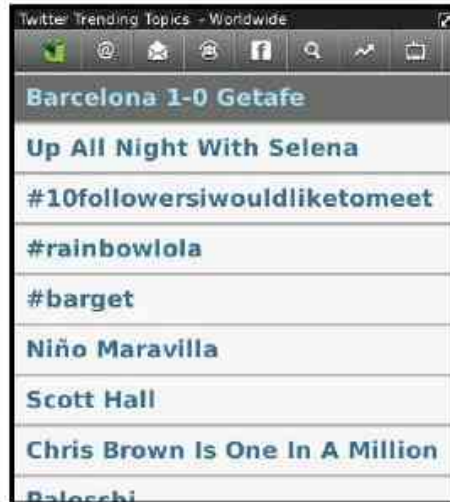 Twitter Trending Topics - Worldwide
Barcelona 1-0 Getafe
Up All Night With Selena
#10followersiwouldliketomeet
#rainbowlola
#barget
Niño Maravilla
Scott Hall
Chris Brown Is One In A Million
Paloschi